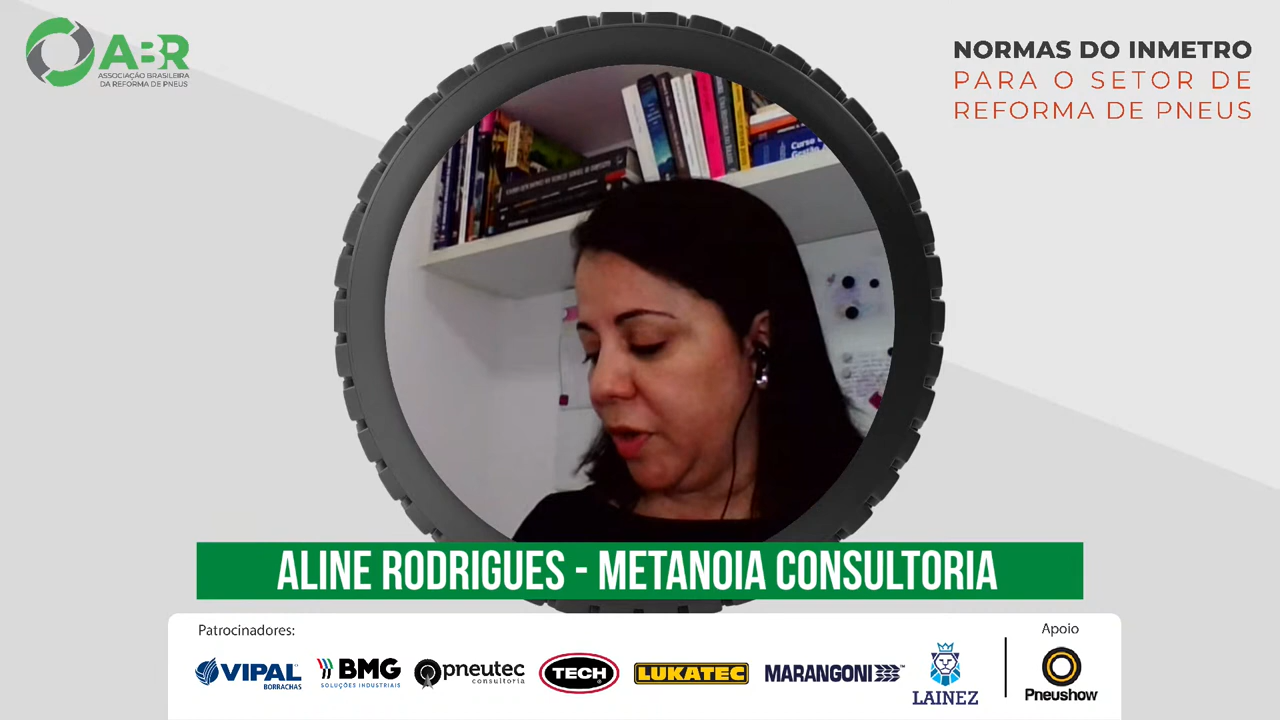 ABR
ASSOCIAÇÃO BRASILEIRA
DA REFORMA DE PNEUS
NORMAS DO INMETRO
PARA O SETOR DE
REFORMA DE PNEUS
Curso
ALINE RODRIGUES - METANOIA CONSULTORIA
Patrocinadores:
Apoio
VIPAL
BORRACHAS
BMG
SOLUÇÕES INDUSTRIAIS
pneutec
consultoria
TECH
LUKATEC
MARANGONI
LAINEZ
Pneushow